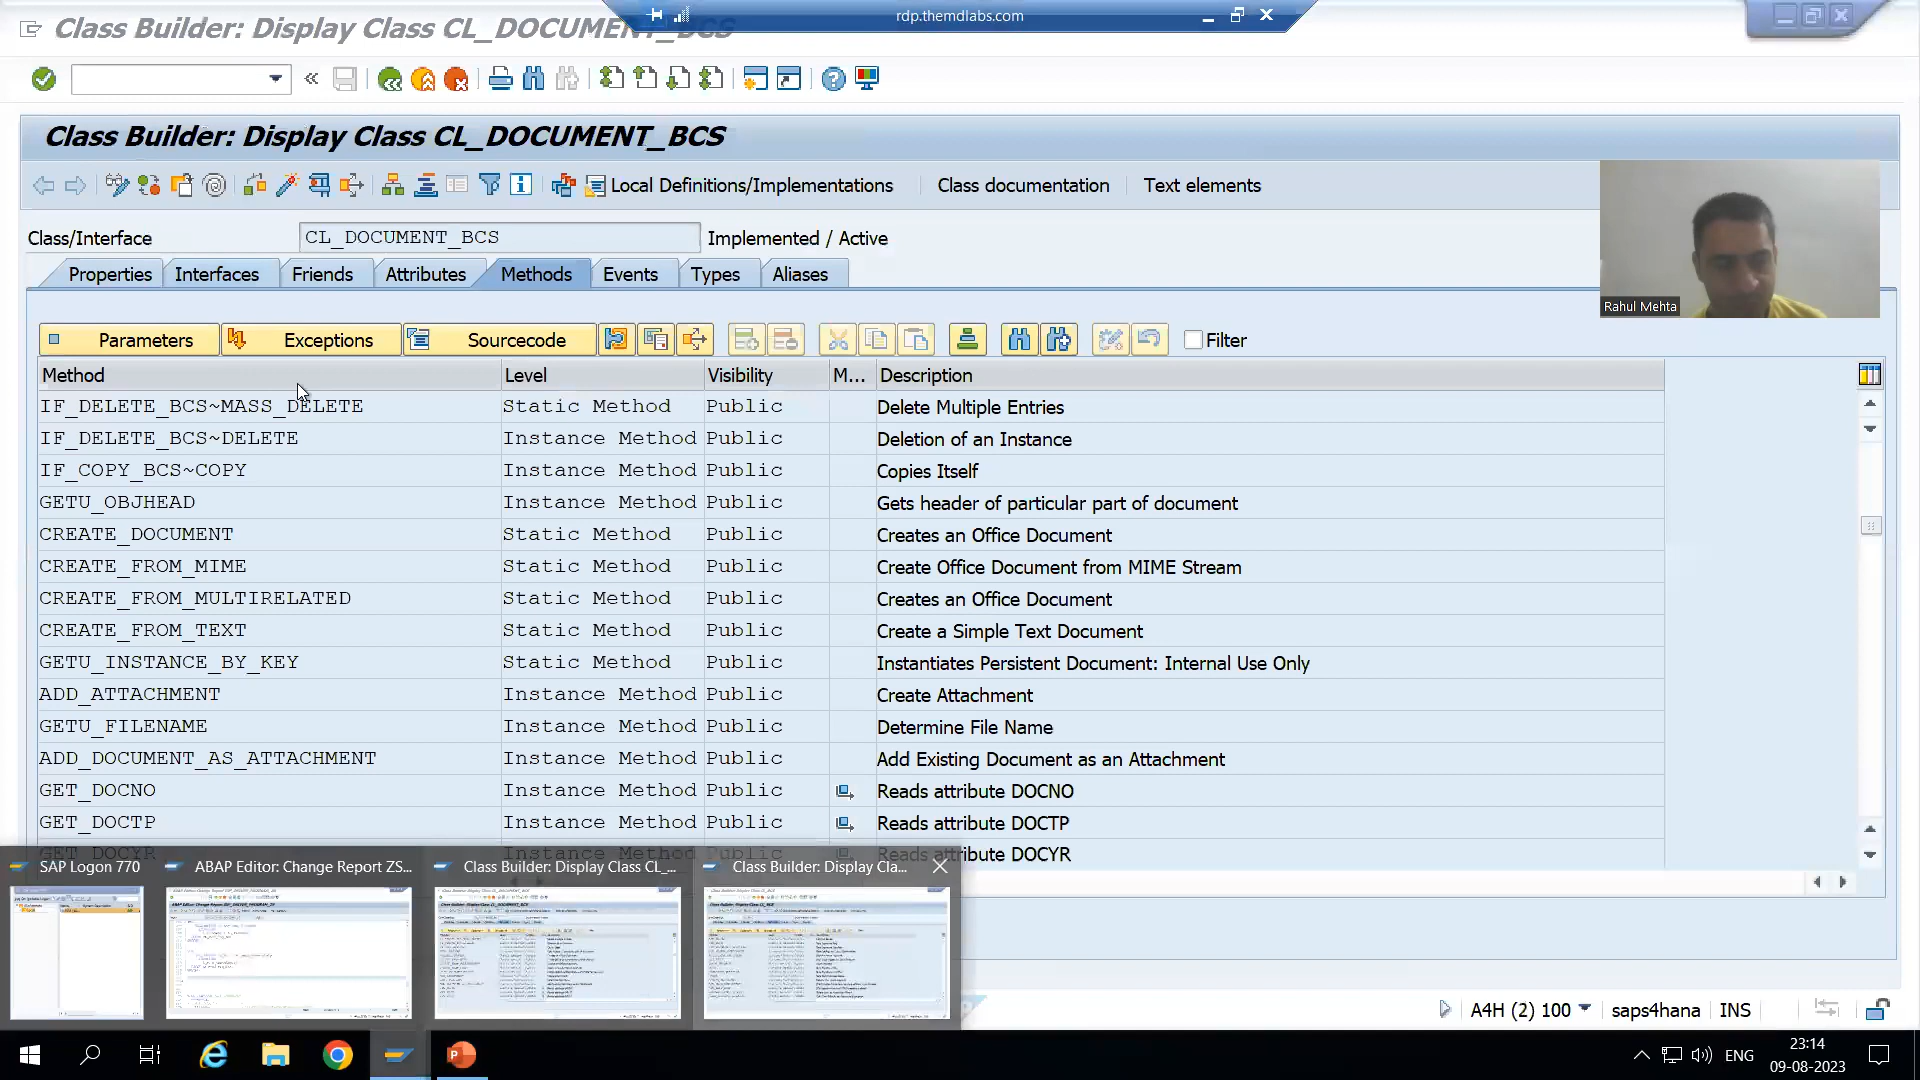 Class Builder: Display Class CL_DOCUMENT_BCS
rdp.themdlabs.com
Class Builder: Display Class CL_DOCUMENT_BCS
Local Definitions/Implementations
Class documentation
Text elements
Class/Interface
CL_DOCUMENT_BCS
Implemented / Active
Properties
Interfaces
Friends
Attributes
Methods
Events
Types
Aliases
Rahul Mehta
Parameters
Exceptions
Sourcecode
Filter
Method Level Visibility M... Description
IF_DELETE_BCS~MASS_DELETE Static Method Public Delete Multiple Entries
IF_DELETE_BCS~DELETE Instance Method Public Deletion of an Instance
IF_COPY_BCS~COPY Instance Method Public Copies Itself
GETU_OBJHEAD Instance Method Public Gets header of particular part of document
CREATE_DOCUMENT Static Method Public Creates an Office Document
CREATE_FROM_MIME Static Method Public Create Office Document from MIME Stream
CREATE_FROM_MULTIRELATED Static Method Public Creates an Office Document
CREATE_FROM_TEXT Static Method Public Create a Simple Text Document
GETU_INSTANCE_BY_KEY Static Method Public Instantiates Persistent Document: Internal Use Only
ADD_ATTACHMENT Instance Method Public Create Attachment
GETU_FILENAME Instance Method Public Determine File Name
ADD_DOCUMENT_AS_ATTACHMENT Instance Method Public Add Existing Document as an Attachment
GET_DOCNO Instance Method Public Reads attribute DOCNO
GET_DOCTP Instance Method Public Reads attribute DOCTP
GET_DOCYR Reads attribute DOCYR
SAP Logon 770
ABAP Editor: Change Report ZS...
Class Builder: Display Class CL_...
Class Builder: Display Cla...
A4H (2) 100
saps4hana
INS
ENG
23:14
09-08-2023